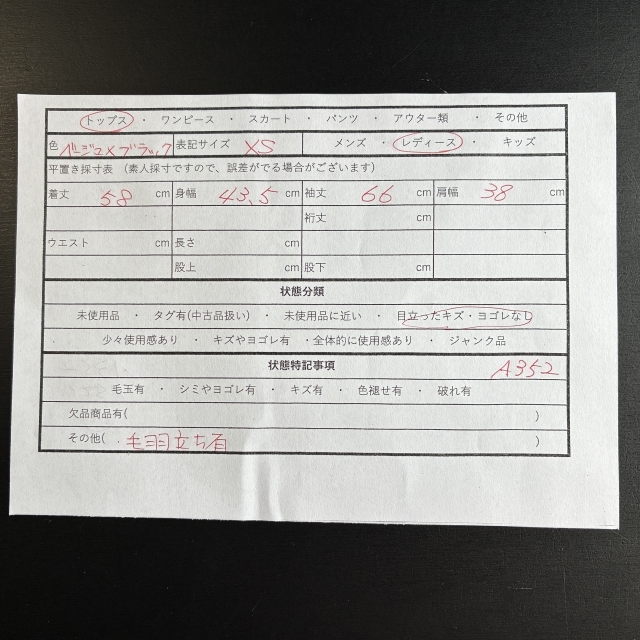 トップス ・ ワンピース ・ スカート ・ パンツ ・ アウター類 ・ その他
色 ベージュ×ブラック 表記サイズ XS メンズ ・ レディース ・ キッズ
平置き採寸表 （素人採寸ですので、誤差がでる場合がございます）
着丈 58 cm 身幅 43.5 cm 袖丈 66 cm 肩幅 38 cm
裄丈 cm
ウエスト cm 長さ cm
股上 cm 股下 cm
状態分類
未使用品 ・ タグ有(中古品扱い) ・ 未使用品に近い ・ 目立ったキズ・ヨゴレなし
少々使用感あり ・ キズやヨゴレ有 ・全体的に使用感あり ・ ジャンク品
状態特記事項 A352
毛玉有 ・ シミやヨゴレ有 ・ キズ有 ・ 色褪せ有 ・ 破れ有
欠品商品有( )
その他( ・毛羽立ち有 )